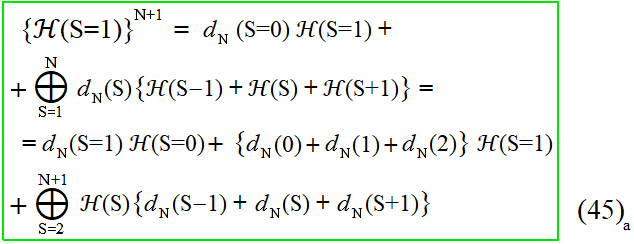 {ℋ(S=1)}^{N+1} = d_N (S=0) ℋ(S=1) +
+ ⨁_{S=1}^{N} d_N(S){ℋ(S−1) + ℋ(S) + ℋ(S+1)} =
= d_N(S=1) ℋ(S=0) + {d_N(0) + d_N(1) + d_N(2)} ℋ(S=1)
+ ⨁_{S=2}^{N+1} ℋ(S){d_N(S−1) + d_N(S) + d_N(S+1)} (45)_a